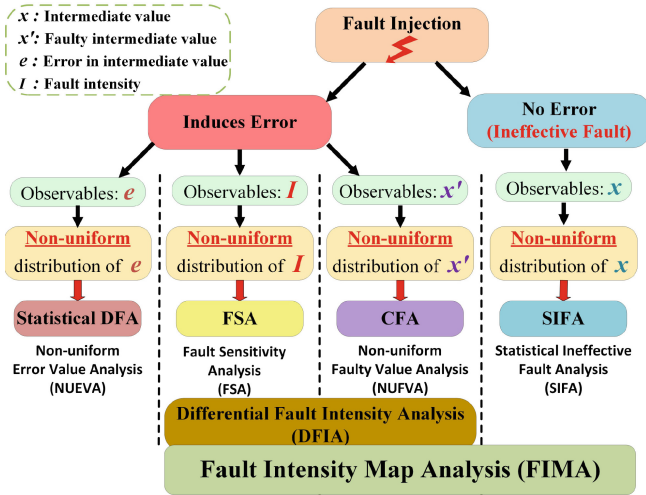 x : Intermediate value
x′: Faulty intermediate value
e : Error in intermediate value
I : Fault intensity
Fault Injection
Induces Error
No Error
(Ineffective Fault)
Observables: e
Observables: I
Observables: x′
Observables: x
Non-uniform
distribution of e
Non-uniform
distribution of I
Non-uniform
distribution of x′
Non-uniform
distribution of x
Statistical DFA
FSA
CFA
SIFA
Non-uniform
Error Value Analysis
(NUEVA)
Fault Sensitivity
Analysis
(FSA)
Non-uniform
Faulty Value Analysis
(NUFVA)
Statistical Ineffective
Fault Analysis
(SIFA)
Differential Fault Intensity Analysis
(DFIA)
Fault Intensity Map Analysis (FIMA)